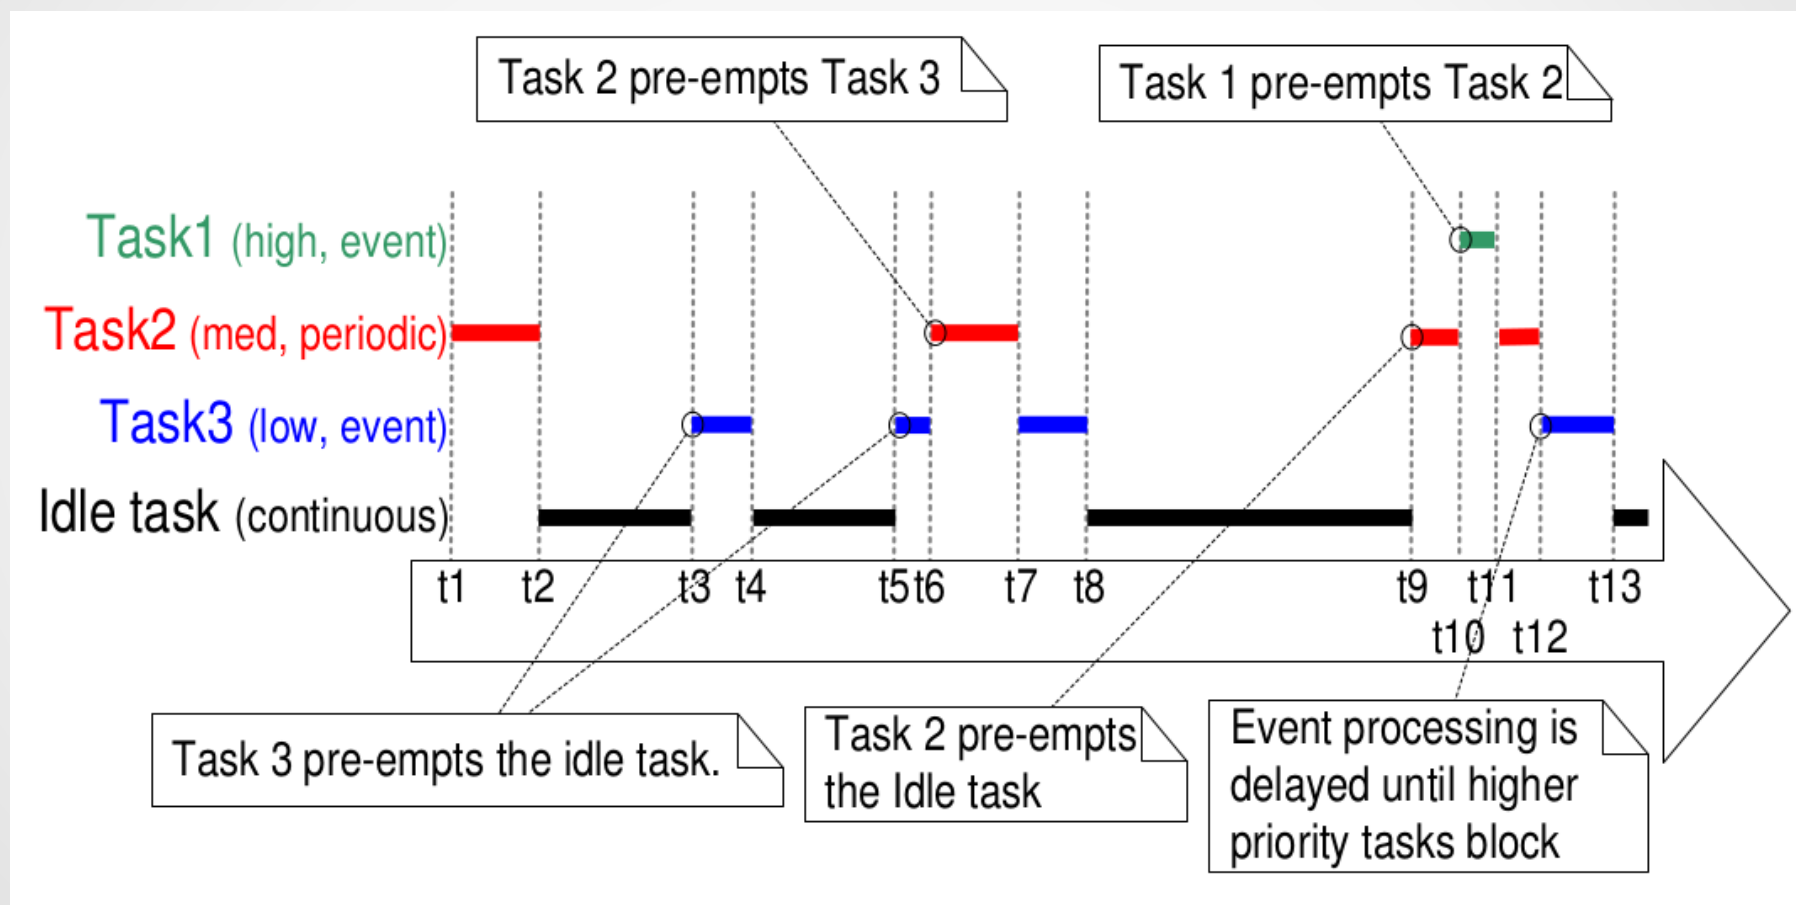 Task 2 pre-empts Task 3
Task 1 pre-empts Task 2
Task1 (high, event)
Task2 (med, periodic)
Task3 (low, event)
Idle task (continuous)
t1 t2 t3 t4 t5 t6 t7 t8 t9 t11 t13
t10 t12
Task 3 pre-empts the idle task.
Task 2 pre-empts
the Idle task
Event processing is
delayed until higher
priority tasks block